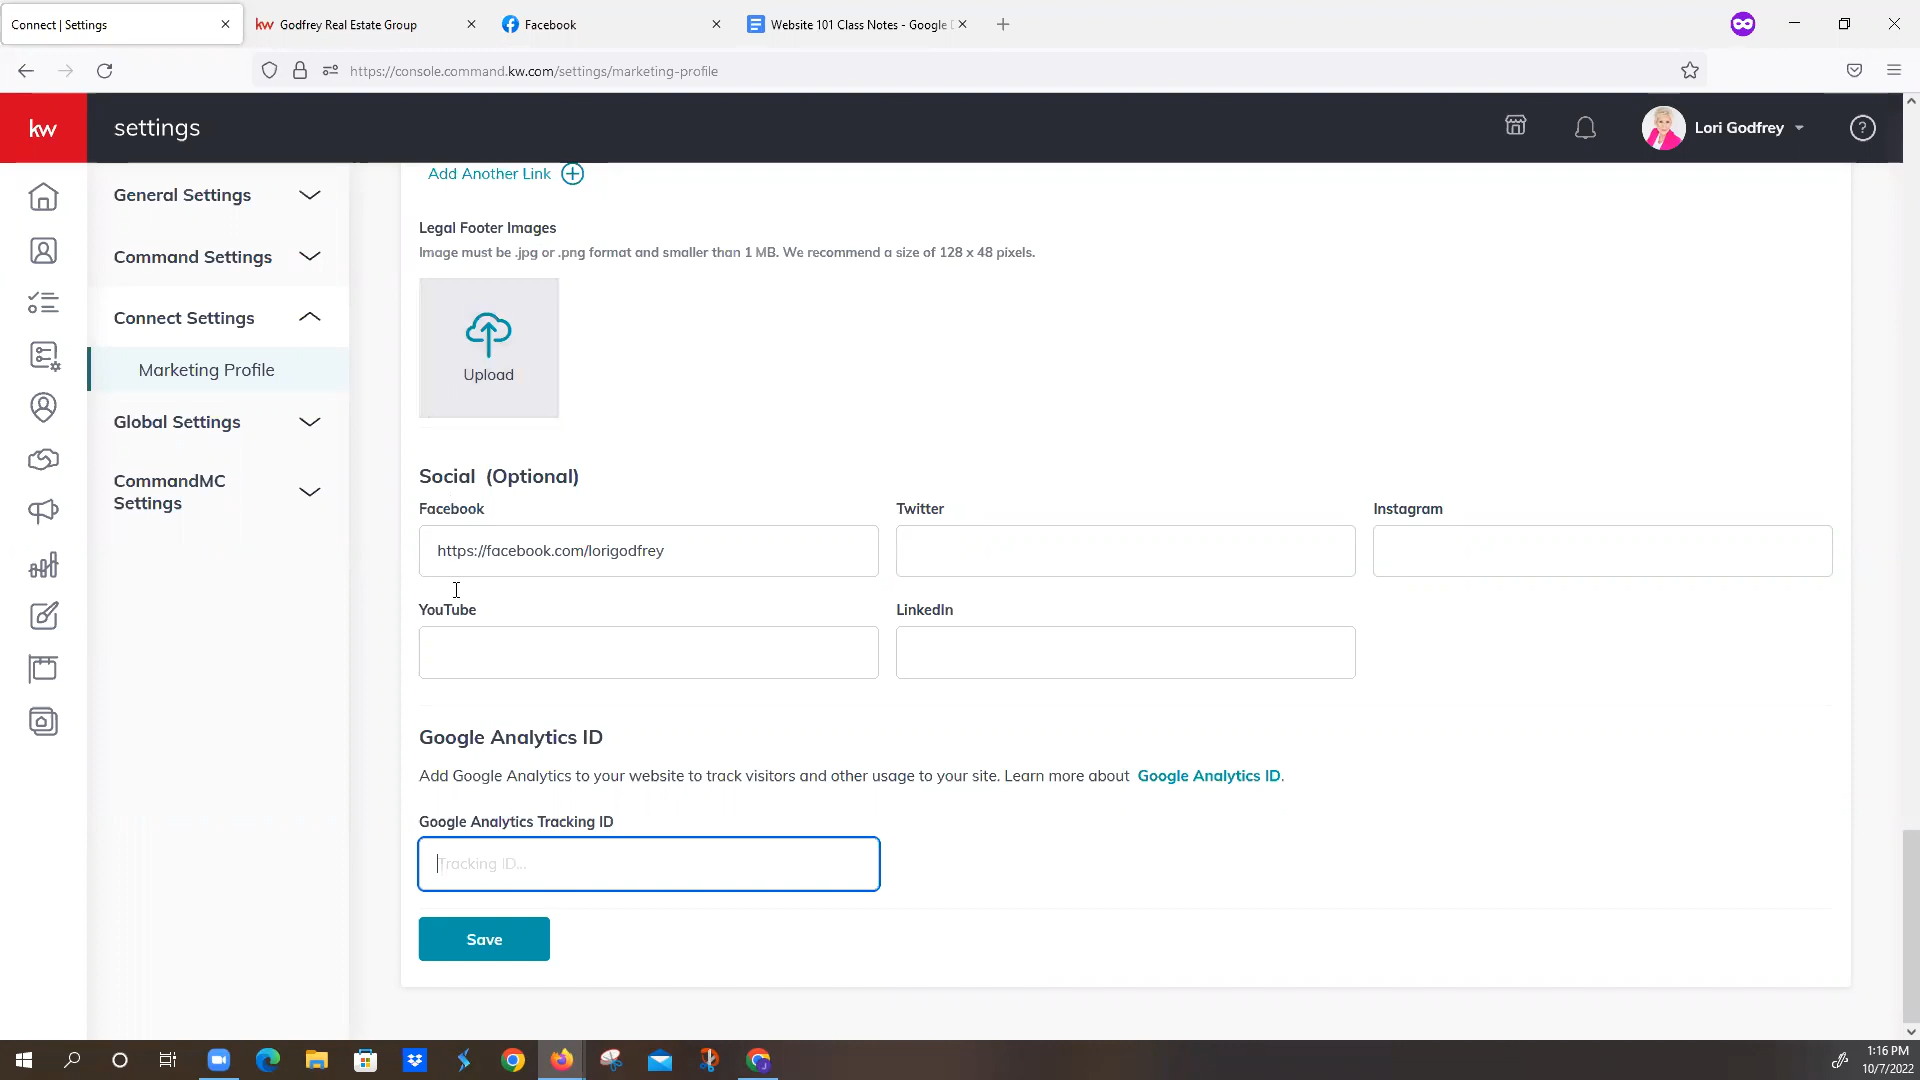 Connect | Settings
kw Godfrey Real Estate Group
Facebook
Website 101 Class Notes - Google
https://console.command.kw.com/settings/marketing-profile
kw
settings
Lori Godfrey
General Settings
Command Settings
Connect Settings
Marketing Profile
Global Settings
CommandMC
Settings
Add Another Link
Legal Footer Images
Image must be .jpg or .png format and smaller than 1 MB. We recommend a size of 128 x 48 pixels.
Upload
Social (Optional)
Facebook
Twitter
Instagram
https://facebook.com/lorigodfrey
YouTube
LinkedIn
Google Analytics ID
Add Google Analytics to your website to track visitors and other usage to your site. Learn more about Google Analytics ID.
Google Analytics Tracking ID
Tracking ID...
Save
1:16 PM
10/7/2022